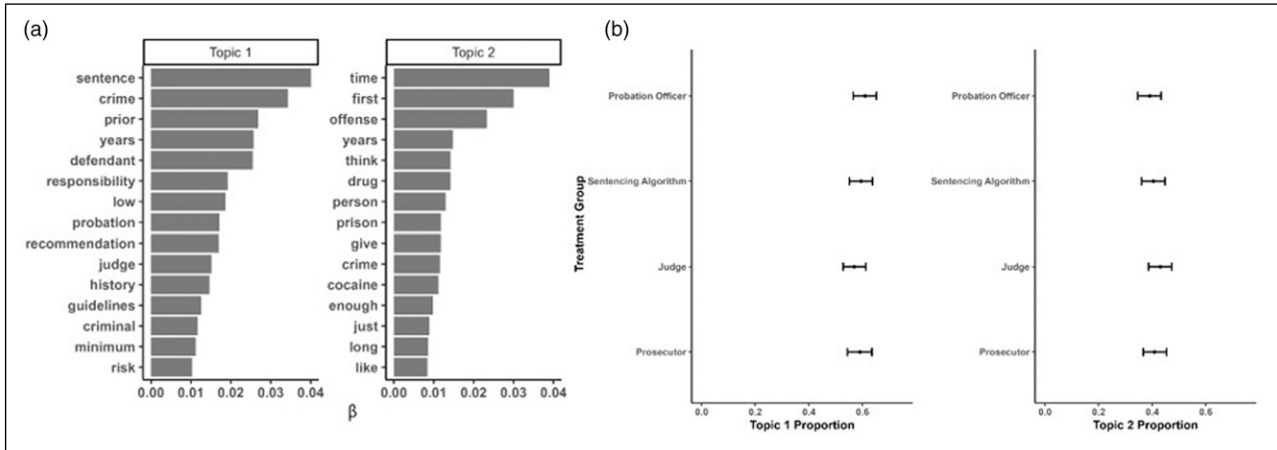 (a)
Topic 1
sentence
crime
prior
years
defendant
responsibility
low
probation
recommendation
judge
history
guidelines
criminal
minimum
risk
0.00 0.01 0.02 0.03 0.04
Topic 2
time
first
offense
years
think
drug
person
prison
give
crime
cocaine
enough
just
long
like
0.00 0.01 0.02 0.03 0.04
β
(b)
Treatment Group
Probation Officer
Sentencing Algorithm
Judge
Prosecutor
0.0 0.2 0.4 0.6
Topic 1 Proportion
Probation Officer
Sentencing Algorithm
Judge
Prosecutor
0.0 0.2 0.4 0.6
Topic 2 Proportion